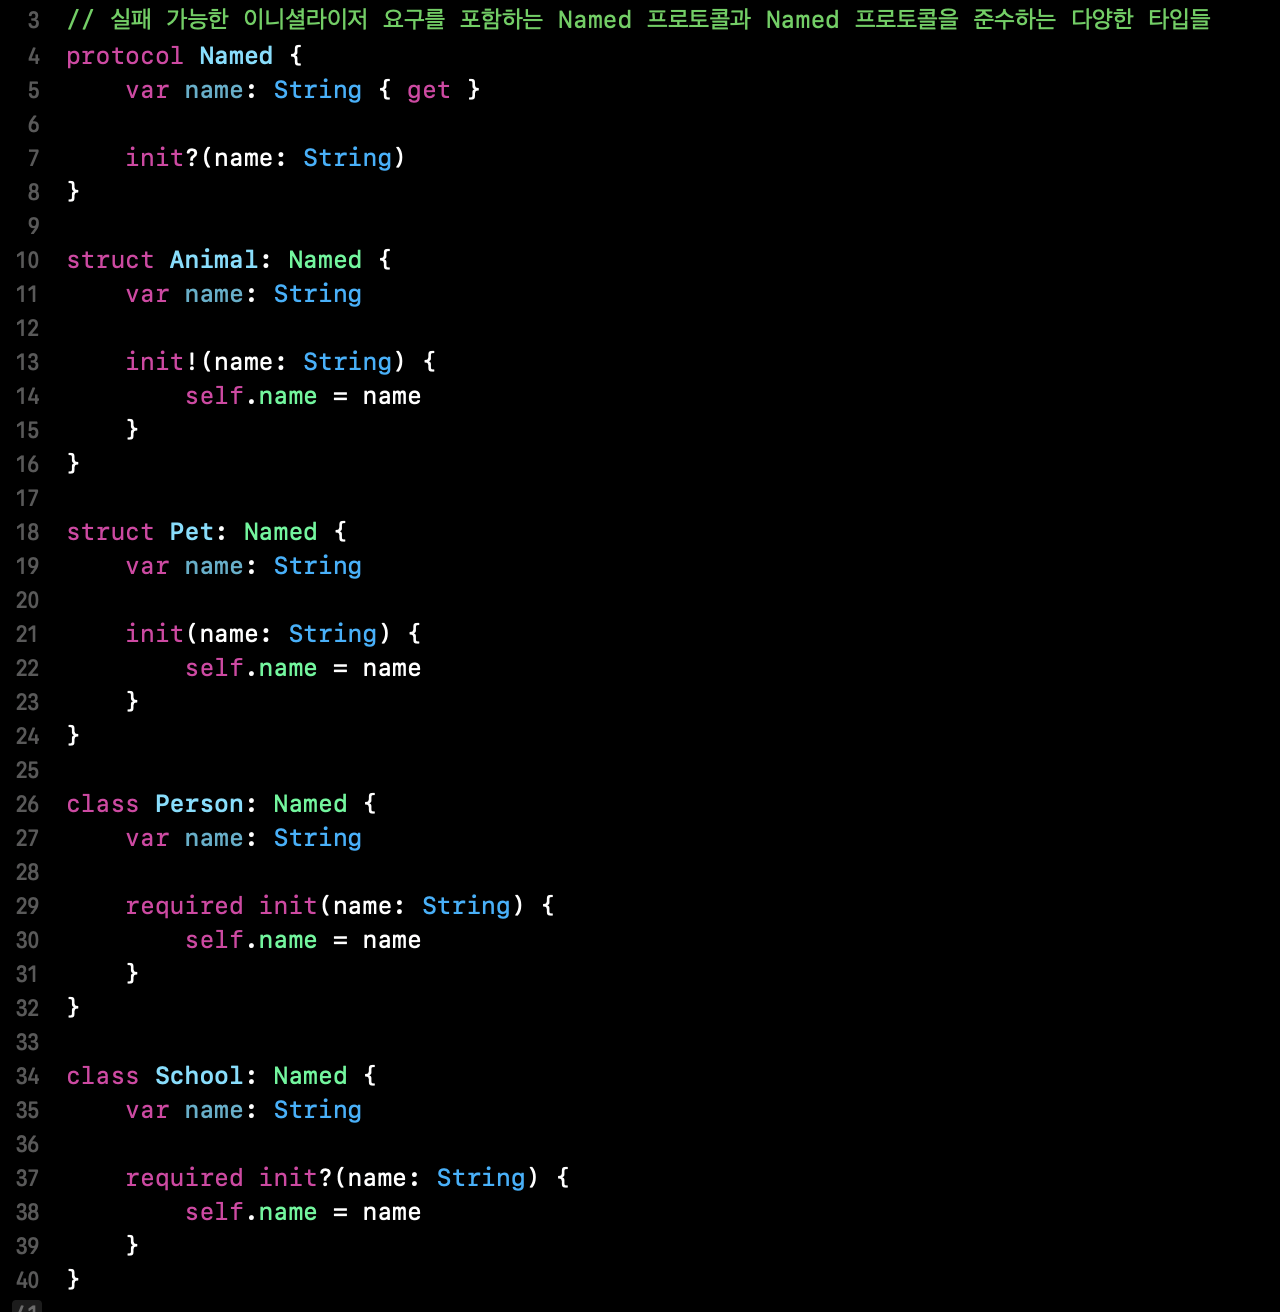 3 // 실패 가능한 이니셜라이저 요구를 포함하는 Named 프로토콜과 Named 프로토콜을 준수하는 다양한 타입들
4 protocol Named {
5     var name: String { get }
6
7     init?(name: String)
8 }
9
10 struct Animal: Named {
11     var name: String
12
13     init!(name: String) {
14         self.name = name
15     }
16 }
17
18 struct Pet: Named {
19     var name: String
20
21     init(name: String) {
22         self.name = name
23     }
24 }
25
26 class Person: Named {
27     var name: String
28
29     required init(name: String) {
30         self.name = name
31     }
32 }
33
34 class School: Named {
35     var name: String
36
37     required init?(name: String) {
38         self.name = name
39     }
40 }
41